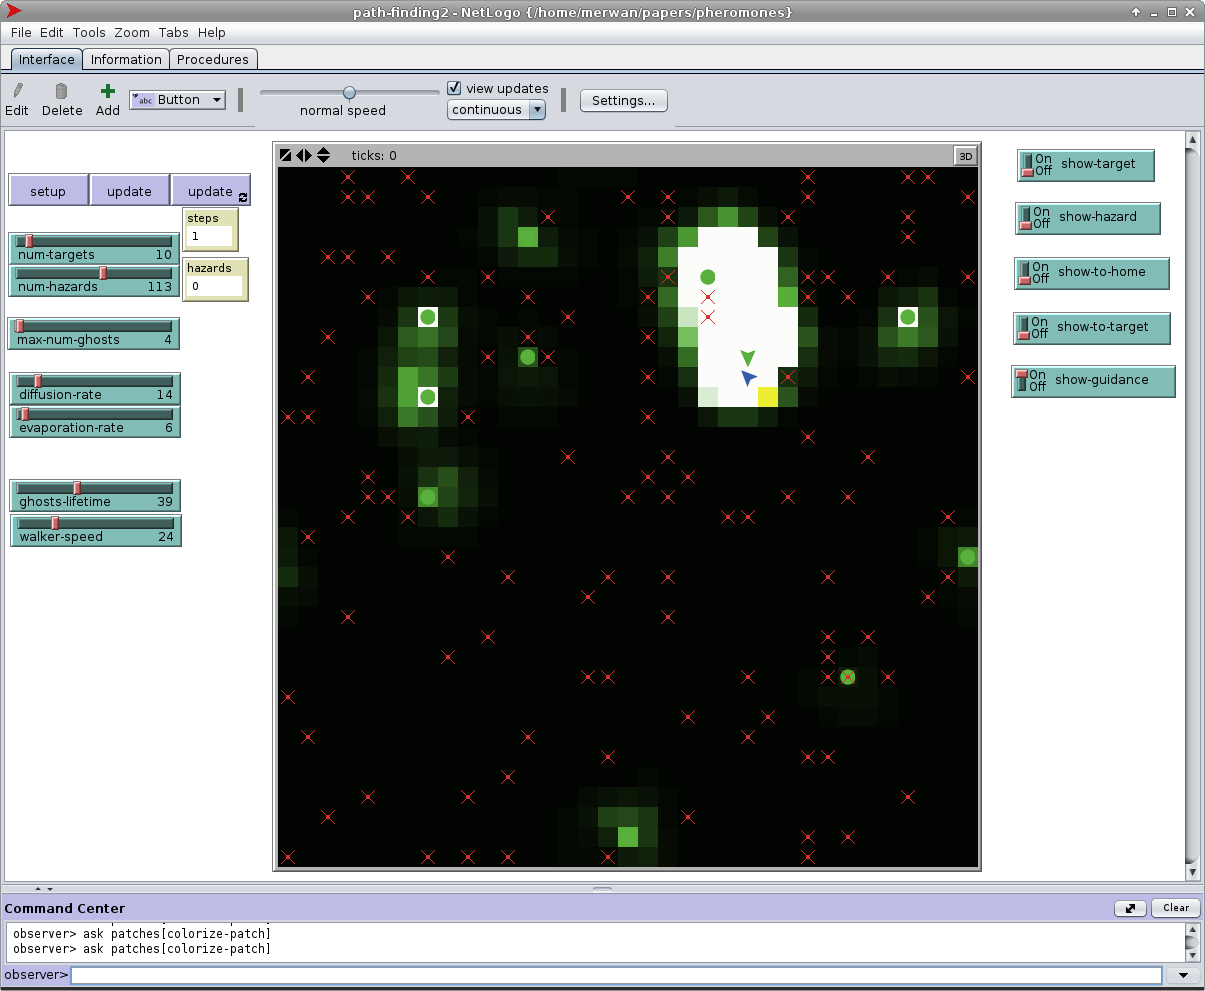 path-finding2 - NetLogo {/home/merwan/papers/pheromones}
File Edit Tools Zoom Tabs Help
Interface Information Procedures
Edit Delete Add abc Button normal speed view updates continuous Settings...
ticks: 0 3D
setup update update
steps
1
num-targets 10
hazards
0
num-hazards 113
max-num-ghosts 4
diffusion-rate 14
evaporation-rate 6
ghosts-lifetime 39
walker-speed 24
On Off show-target
On Off show-hazard
On Off show-to-home
On Off show-to-target
On Off show-guidance
Command Center Clear
observer> ask patches[colorize-patch]
observer> ask patches[colorize-patch]
observer>